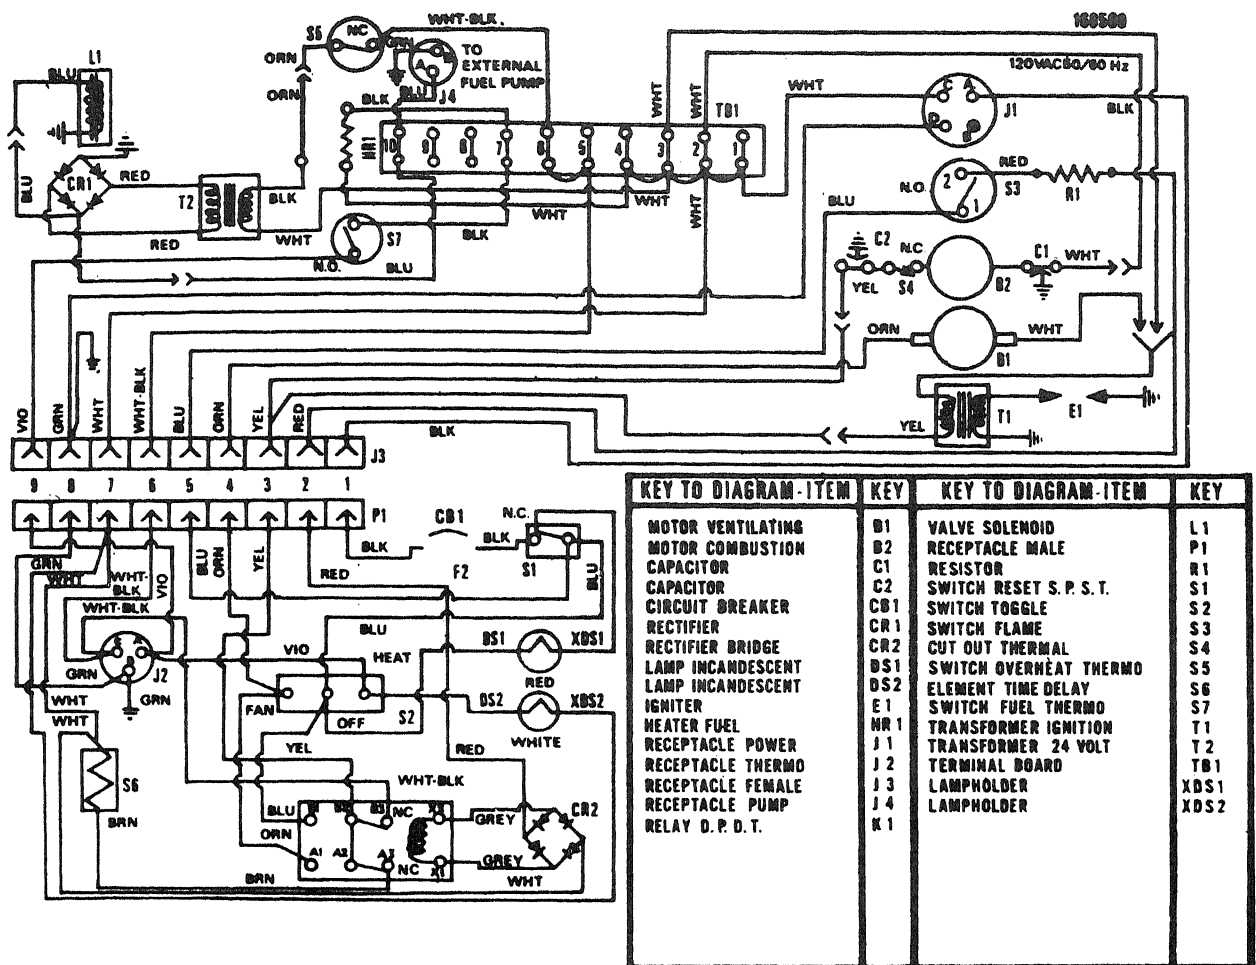 WHT-BLK
160500
S5
NC
GRN
B
A
TO
EXTERNAL
FUEL PUMP
ORN
ORN
L1
BLU
120VAC50/60 Hz
BLU
J4
BLK
WHT
WHT
TB1
WHT
C
A
D
B
J1
BLK
HR1
10
9
8
7
6
5
4
3
2
1
CR1
RED
T2
BLK
BLU
WHT
WHT
WHT
RED
WHT
S7
BLK
N.O.
BLU
2
N.O.
1
RED
S3
R1
BLU
C2
N.C
YEL
S4
B2
C1
WHT
ORN
B1
WHT
VIO
GRN
WHT
WHT-BLK
BLU
ORN
YEL
RED
BLK
J3
YEL
T1
E1
9
8
7
6
5
4
3
2
1
P1
CB1
N.C.
BLK
BLK
S1
F2
BLU
GRN
WHT
WHT-BLK
VIO
BLU
ORN
YEL
RED
WHT-BLK
C
A
B
J2
GRN
GRN
WHT
WHT
VIO
BLU
HEAT
FAN
OFF
S2
DS1
XDS1
RED
DS2
XDS2
WHITE
YEL
RED
S6
BRN
WHT-BLK
BLU
B1
B2
B3
NC
X2
GREY
CR2
ORN
A1
A2
A3
NC
X1
GREY
BRN
WHT
KEY TO DIAGRAM-ITEM KEY KEY TO DIAGRAM-ITEM KEY
MOTOR VENTILATING B1 VALVE SOLENOID L1
MOTOR COMBUSTION B2 RECEPTACLE MALE P1
CAPACITOR C1 RESISTOR R1
CAPACITOR C2 SWITCH RESET S.P.S.T. S1
CIRCUIT BREAKER CB1 SWITCH TOGGLE S2
RECTIFIER CR1 SWITCH FLAME S3
RECTIFIER BRIDGE CR2 CUT OUT THERMAL S4
LAMP INCANDESCENT DS1 SWITCH OVERHEAT THERMO S5
LAMP INCANDESCENT DS2 ELEMENT TIME DELAY S6
IGNITER E1 SWITCH FUEL THERMO S7
HEATER FUEL HR1 TRANSFORMER IGNITION T1
RECEPTACLE POWER J1 TRANSFORMER 24 VOLT T2
RECEPTACLE THERMO J2 TERMINAL BOARD TB1
RECEPTACLE FEMALE J3 LAMPHOLDER XDS1
RECEPTACLE PUMP J4 LAMPHOLDER XDS2
RELAY D.P.D.T. K1